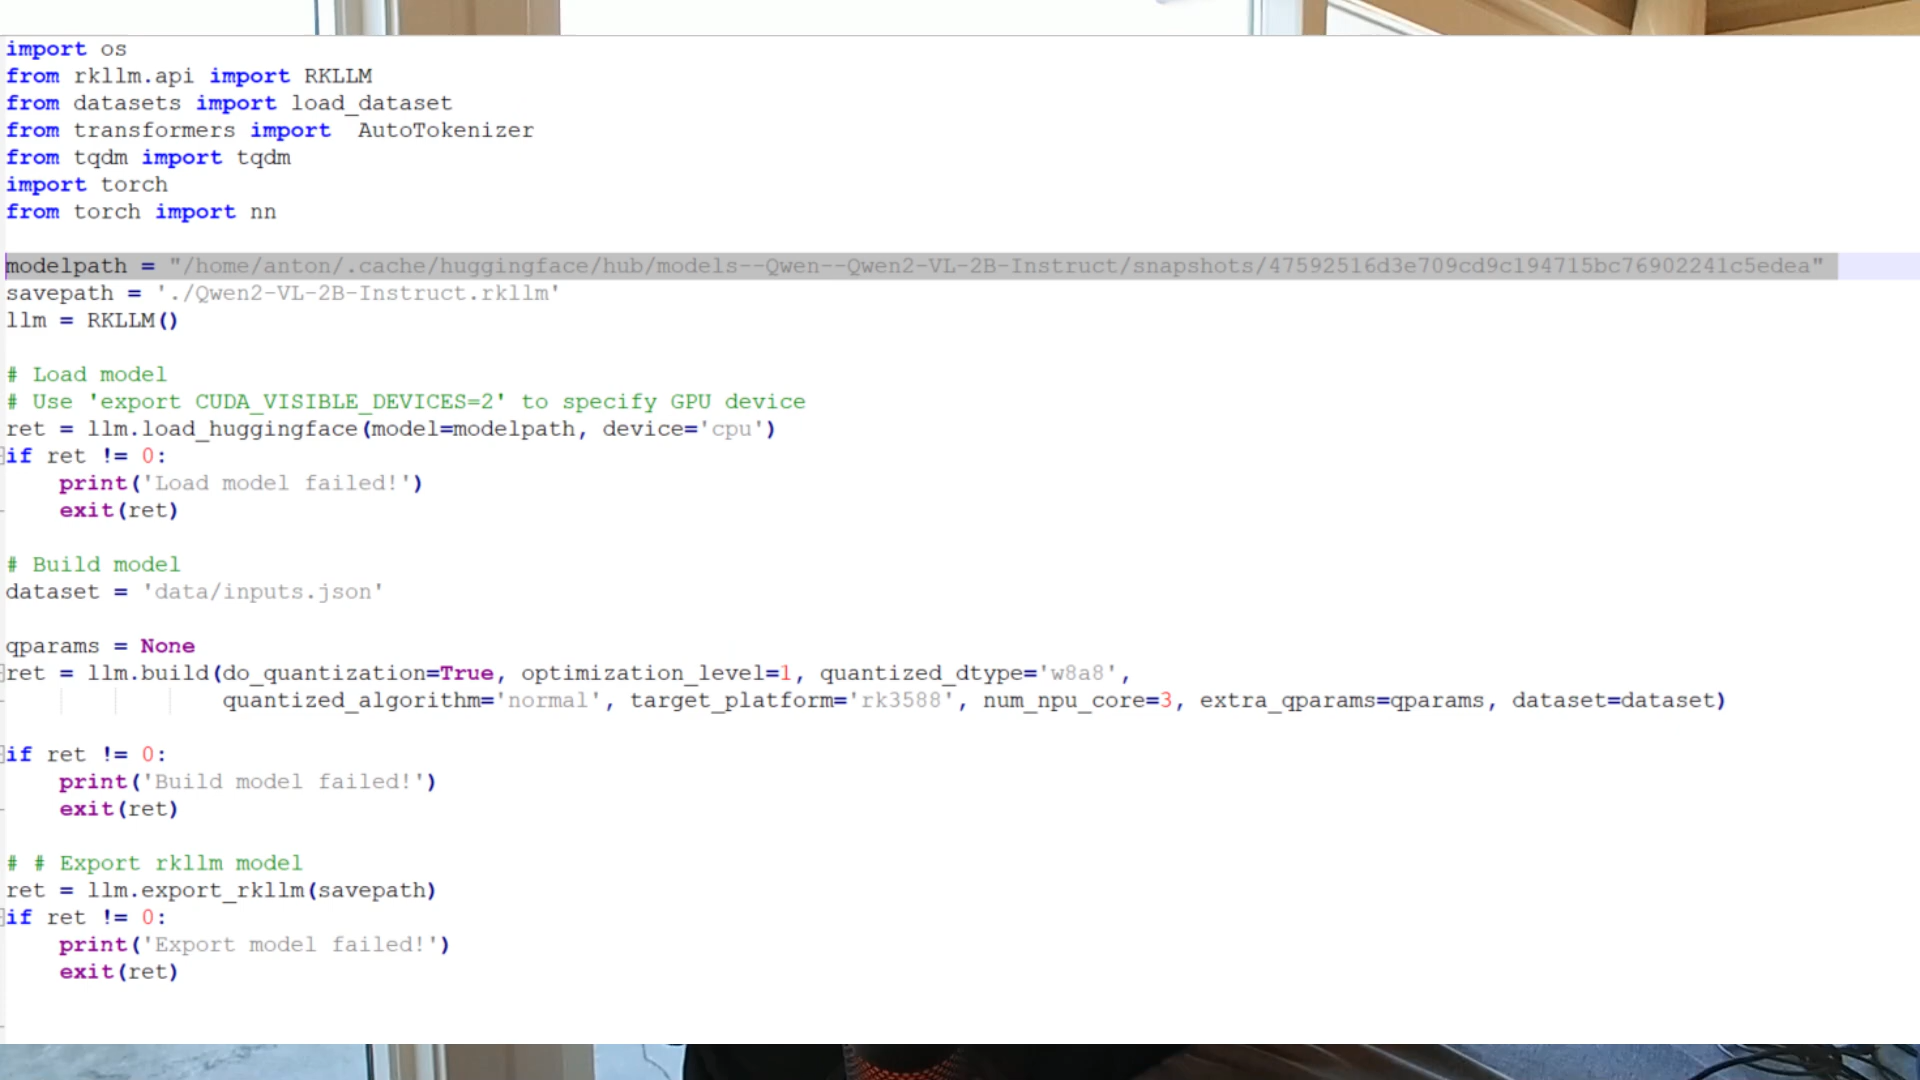 import os
from rkllm.api import RKLLM
from datasets import load_dataset
from transformers import  AutoTokenizer
from tqdm import tqdm
import torch
from torch import nn
modelpath = "/home/anton/.cache/huggingface/hub/models--Qwen--Qwen2-VL-2B-Instruct/snapshots/47592516d3e709cd9c194715bc76902241c5edea"
savepath = './Qwen2-VL-2B-Instruct.rkllm'
llm = RKLLM()
# Load model
# Use 'export CUDA_VISIBLE_DEVICES=2' to specify GPU device
ret = llm.load_huggingface(model=modelpath, device='cpu')
if ret != 0:
    print('Load model failed!')
    exit(ret)
# Build model
dataset = 'data/inputs.json'
qparams = None
ret = llm.build(do_quantization=True, optimization_level=1, quantized_dtype='w8a8',
                quantized_algorithm='normal', target_platform='rk3588', num_npu_core=3, extra_qparams=qparams, dataset=dataset)
if ret != 0:
    print('Build model failed!')
    exit(ret)
# # Export rkllm model
ret = llm.export_rkllm(savepath)
if ret != 0:
    print('Export model failed!')
    exit(ret)